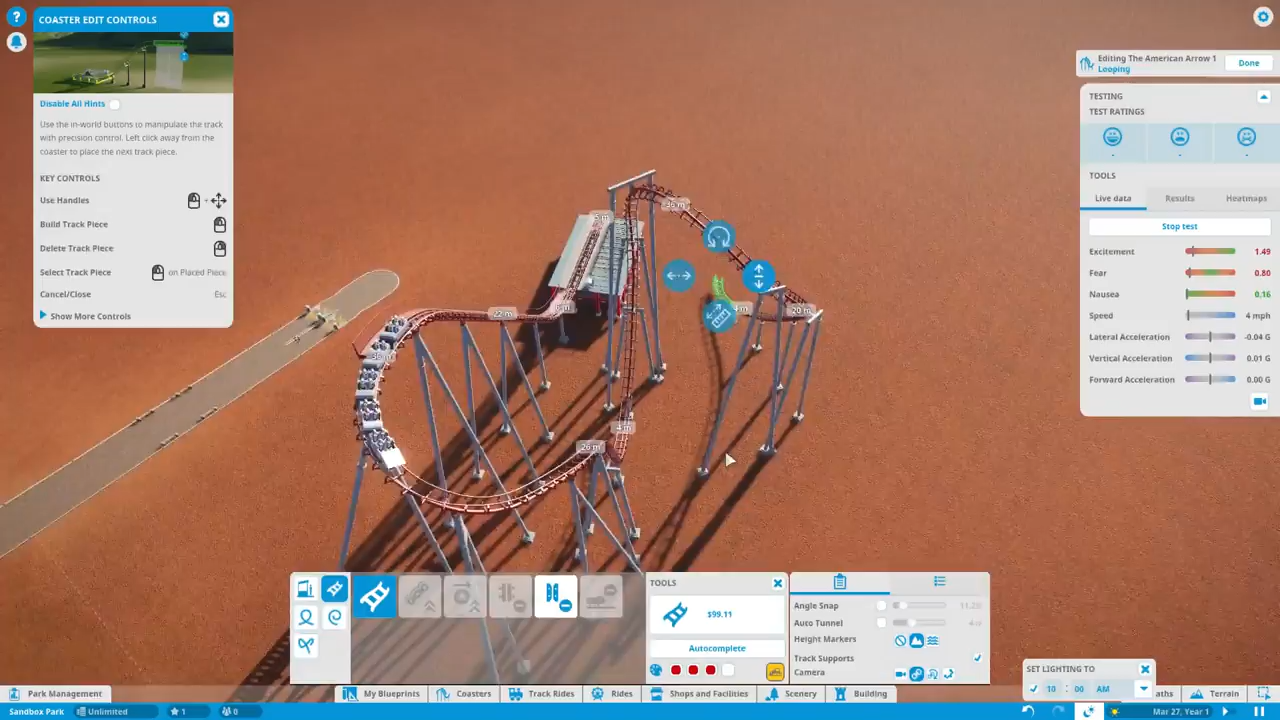 ?
COASTER EDIT CONTROLS
Disable All Hints
Use the in-world buttons to manipulate the track
with precision control. Left click away from the
coaster to place the next track piece.
KEY CONTROLS
Use Handles
Build Track Piece
Delete Track Piece
Select Track Piece on Placed Piece
Cancel/Close Esc
Show More Controls
Editing The American Arrow 1
Looping
Done
TESTING
TEST RATINGS
- - -
TOOLS
Live data Results Heatmaps
Stop test
Excitement 1.49
Fear 0.80
Nausea 0.16
Speed 4 mph
Lateral Acceleration -0.04 G
Vertical Acceleration 0.01 G
Forward Acceleration 0.00 G
36 m
22 m
20 m
4 m
26 m
TOOLS
$99.11
Autocomplete
Angle Snap
Auto Tunnel
Height Markers
Track Supports
Camera
SET LIGHTING TO
10 : 00 AM
Park Management
My Blueprints
Coasters
Track Rides
Rides
Shops and Facilities
Scenery
Building
Terrain
Sandbox Park
Unlimited
1
0
Mar 27, Year 1